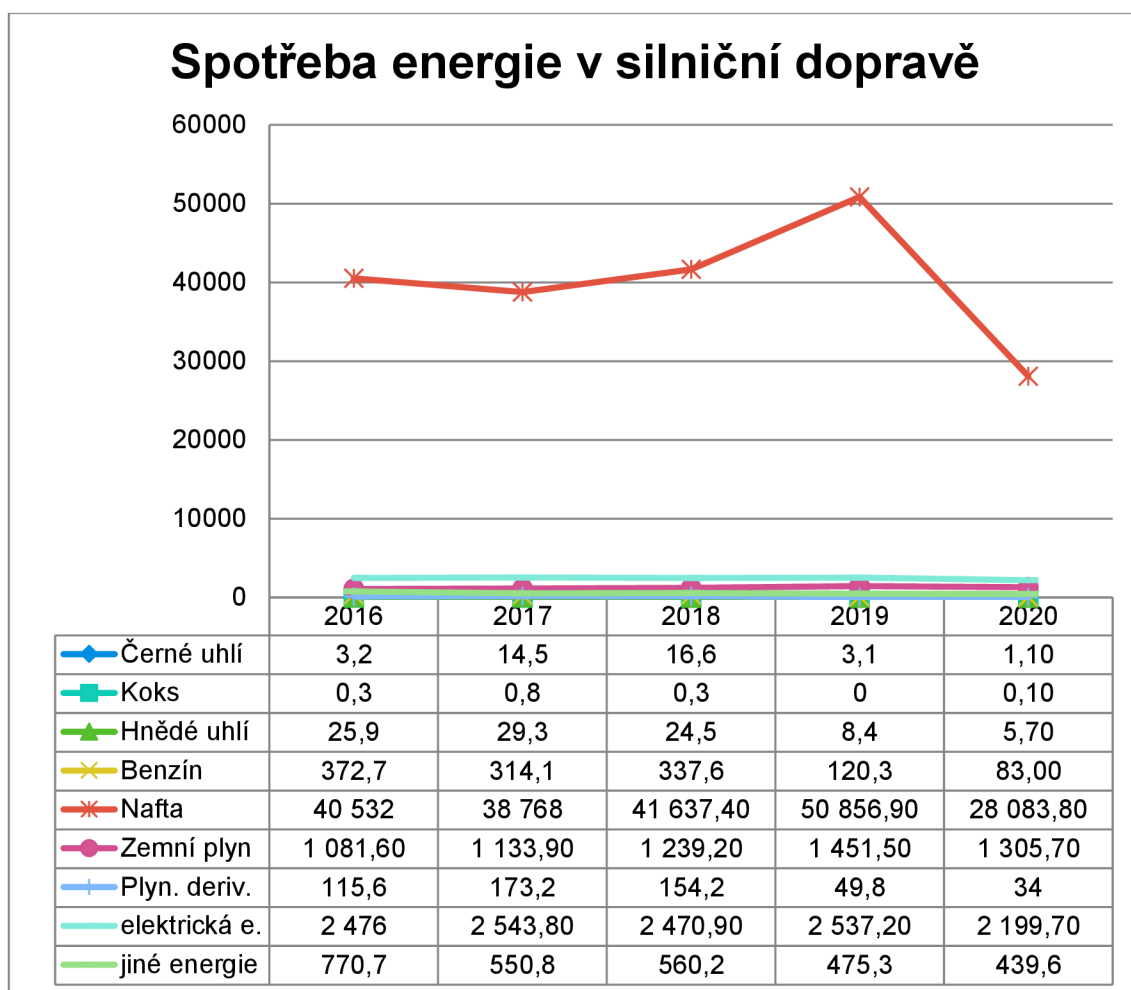 Spotřeba energie v silniční dopravě
60000
50000
40000
30000
20000
10000
0
2016 2017 2018 2019 2020
Černé uhlí 3,2 14,5 16,6 3,1 1,10
Koks 0,3 0,8 0,3 0 0,10
Hnědé uhlí 25,9 29,3 24,5 8,4 5,70
Benzín 372,7 314,1 337,6 120,3 83,00
Nafta 40 532 38 768 41 637,40 50 856,90 28 083,80
Zemní plyn 1 081,60 1 133,90 1 239,20 1 451,50 1 305,70
Plyn. deriv. 115,6 173,2 154,2 49,8 34
elektrická e. 2 476 2 543,80 2 470,90 2 537,20 2 199,70
jiné energie 770,7 550,8 560,2 475,3 439,6